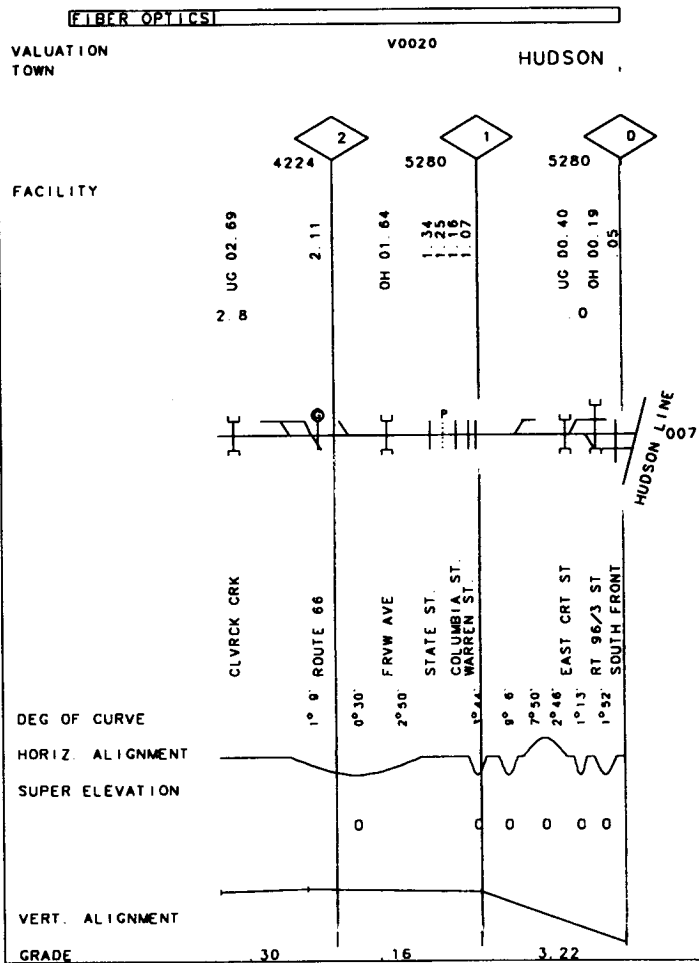 FIBER OPTICS
VALUATION V0020
TOWN HUDSON
2 1 0
4224 5280 5280
FACILITY
UG 02.69
2.11
OH 01.64
1.34
1.25
1.16
1.07
UG 00.40
OH 00.19
.05
2.8 .0
G P
HUDSON LINE
007
CLVRCK CRK
ROUTE 66
FRVW AVE
STATE ST.
COLUMBIA ST.
WARREN ST.
EAST CRT ST
RT 96/3 ST
SOUTH FRONT
DEG OF CURVE 1° 9' 0°30' 2°50' 1°44' 9° 6' 7°50' 2°46' 1°13' 1°52'
HORIZ. ALIGNMENT
SUPER ELEVATION
0 0 0 0 0 0
VERT. ALIGNMENT
GRADE .30 .16 3.22